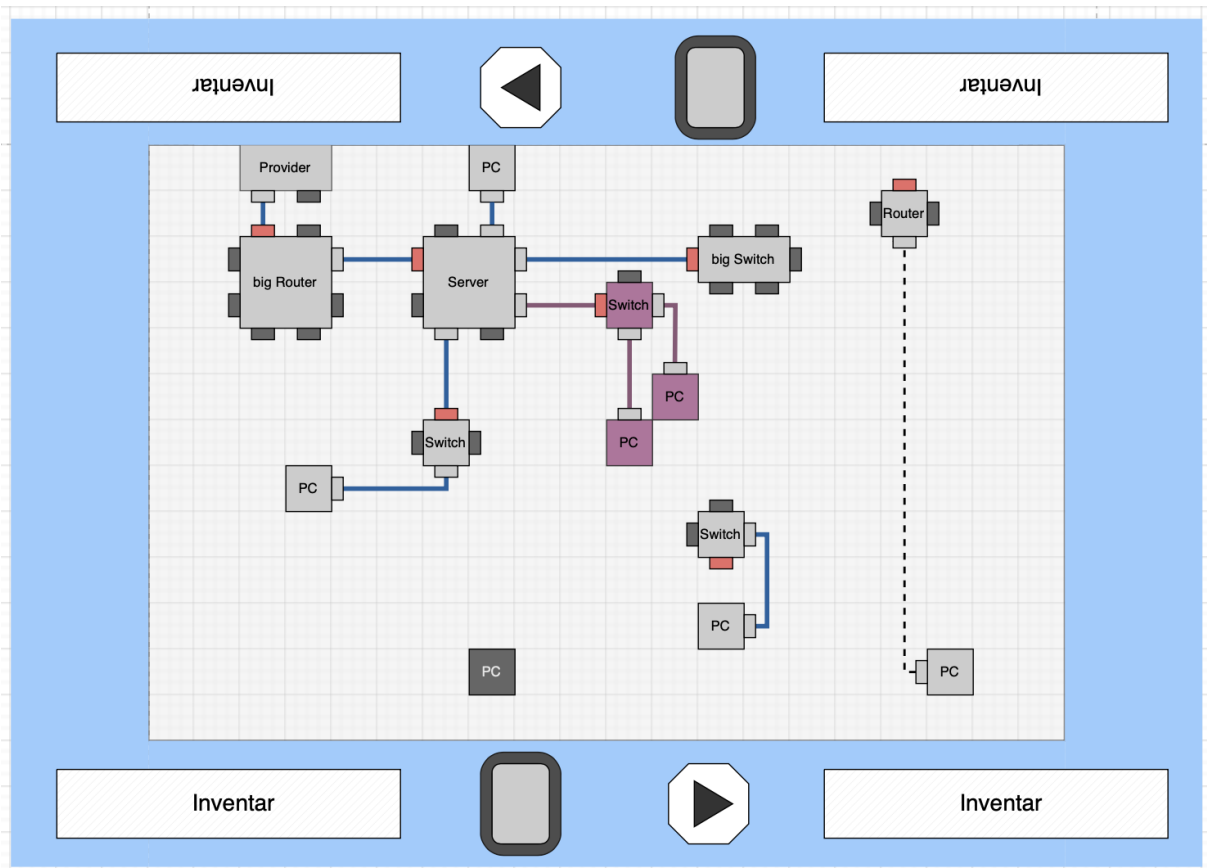 Inventar
Inventar
Provider
PC
Router
big Router
Server
big Switch
Switch
PC
Switch
PC
PC
Switch
PC
PC
PC
Inventar
Inventar